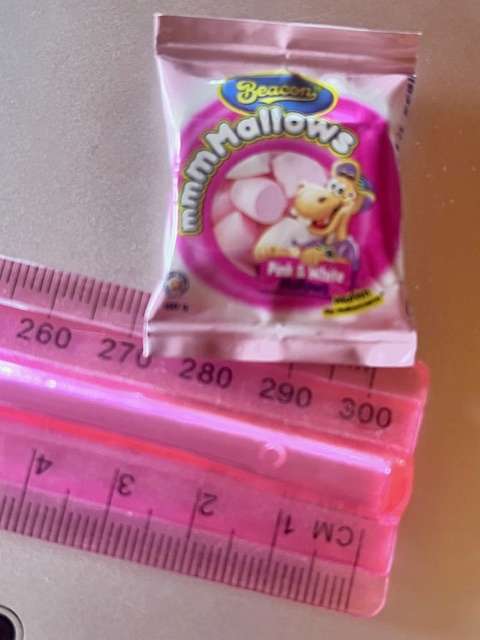 Beacon
mmmMallows
Pink & White
260 270 280 290 300
4 3 2 1 CM